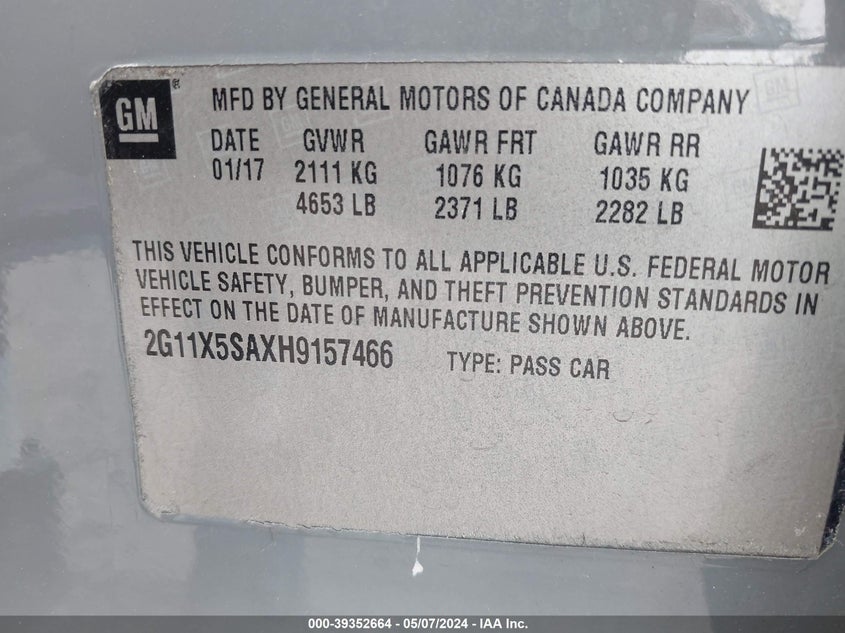 GM ®
MFD BY GENERAL MOTORS OF CANADA COMPANY
DATE GVWR GAWR FRT GAWR RR
01/17 2111 KG 1076 KG 1035 KG
4653 LB 2371 LB 2282 LB
THIS VEHICLE CONFORMS TO ALL APPLICABLE U.S. FEDERAL MOTOR
VEHICLE SAFETY, BUMPER, AND THEFT PREVENTION STANDARDS IN
EFFECT ON THE DATE OF MANUFACTURE SHOWN ABOVE.
2G11X5SAXH9157466 TYPE: PASS CAR
000-39352664 - 05/07/2024 - IAA Inc.